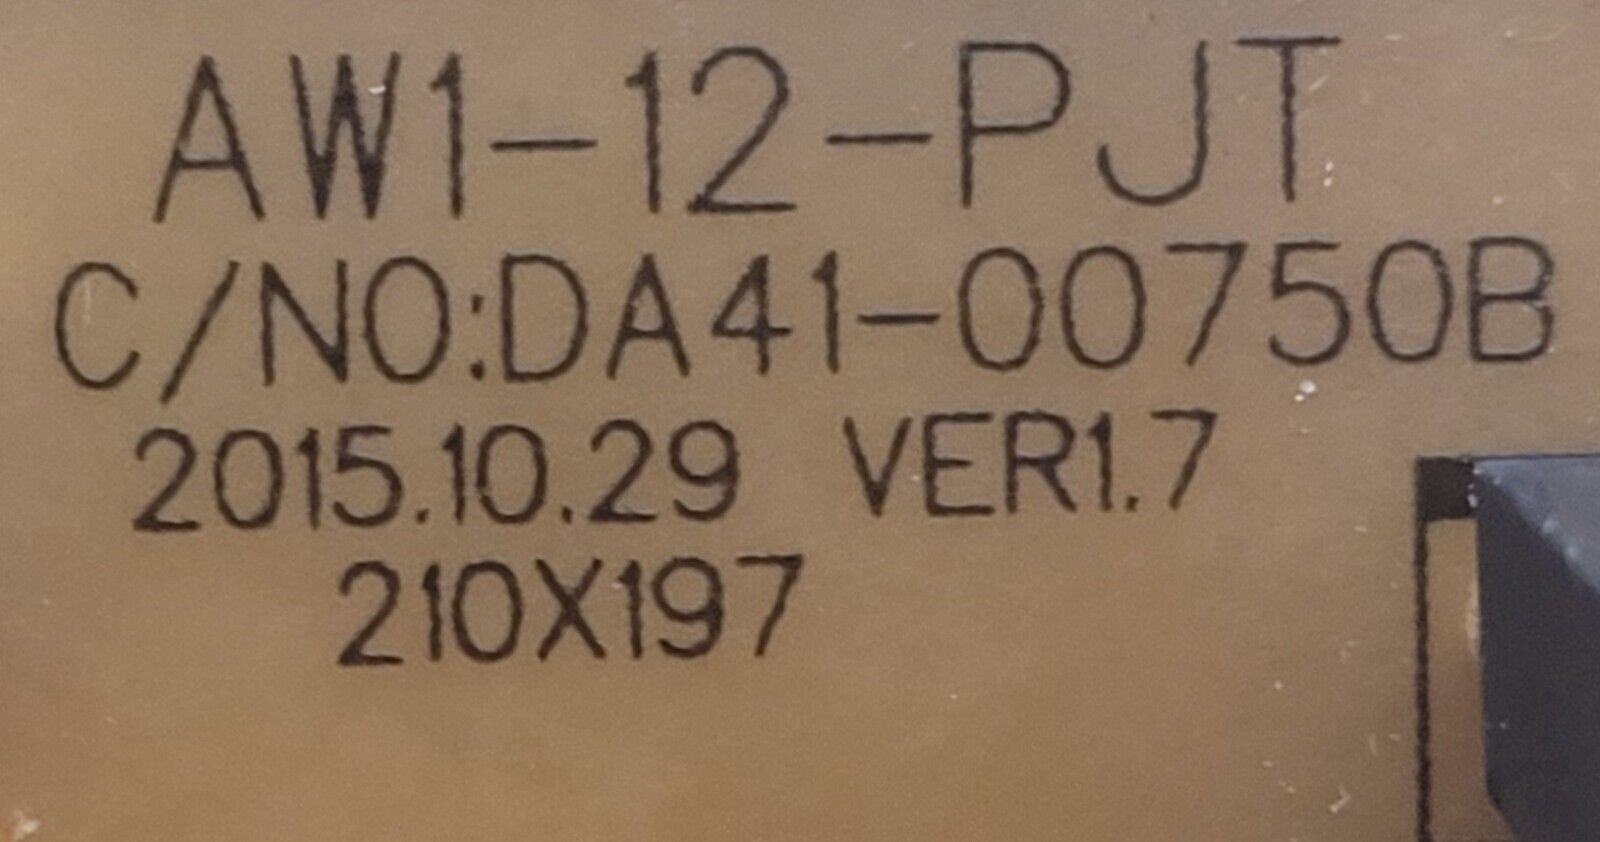 AW1-12-PJT
C/NO:DA41-00750B
2015.10.29 VER1.7
210X197